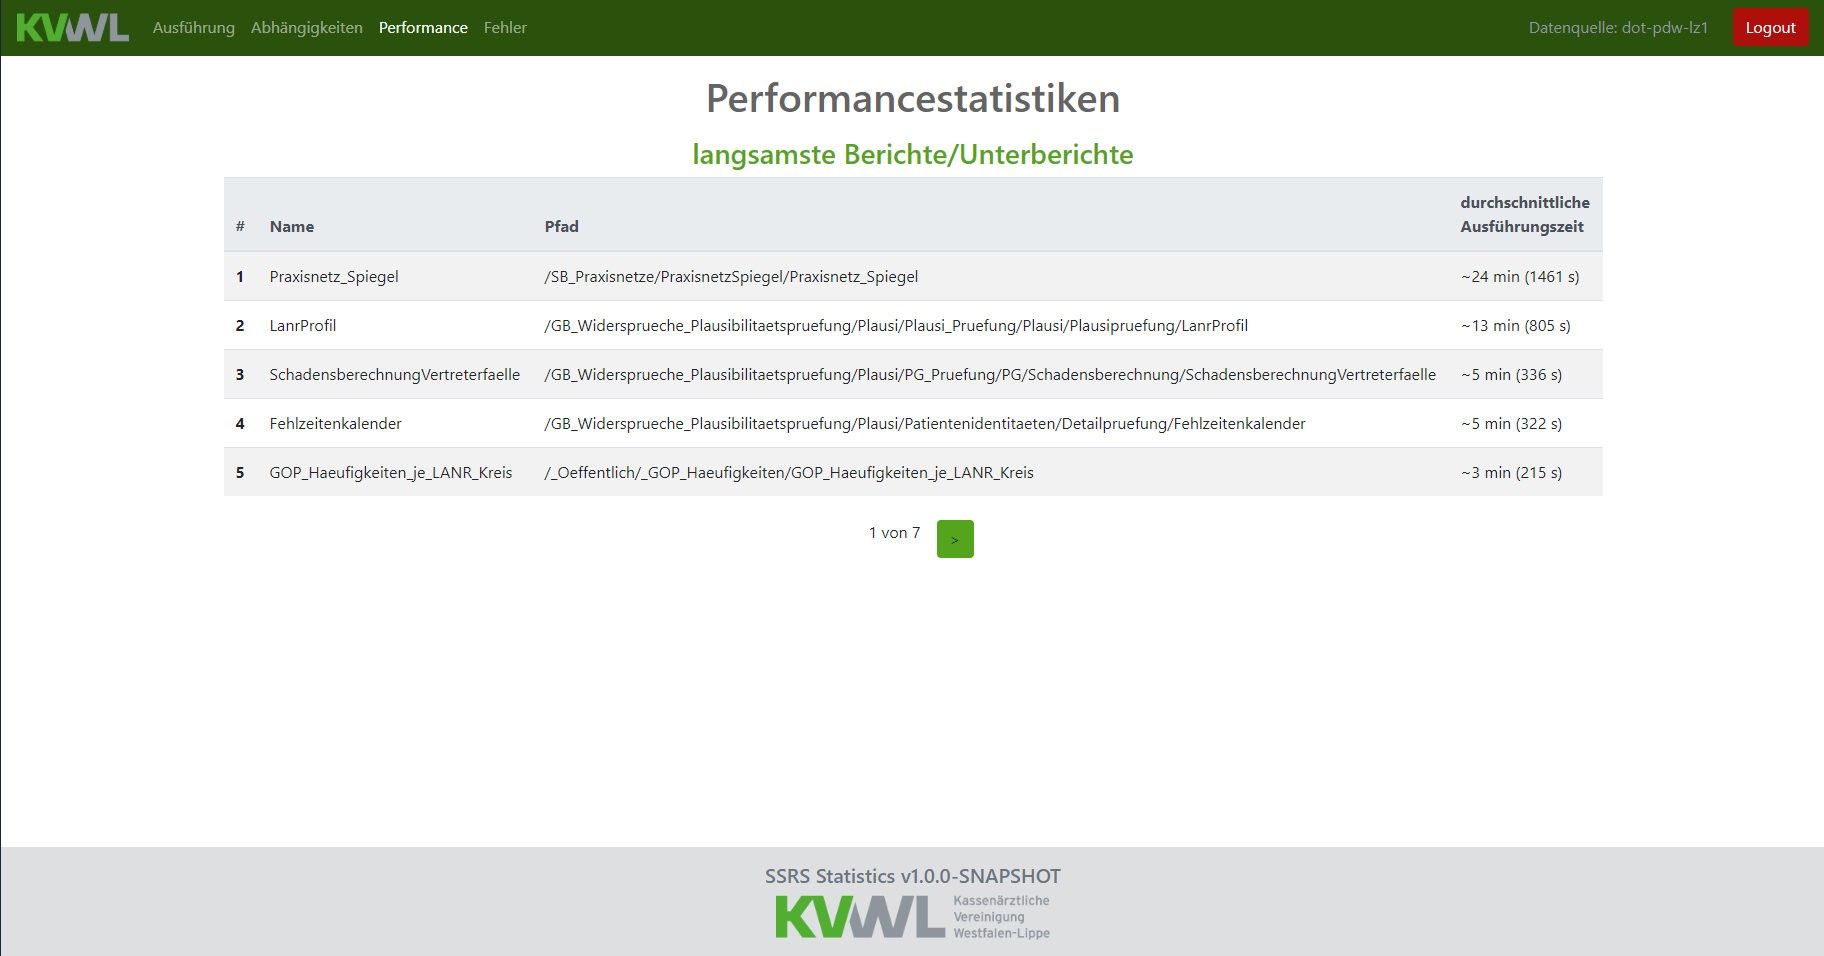 KVWL Ausführung Abhängigkeiten Performance Fehler Datenquelle: dot-pdw-lz1 Logout
Performancestatistiken
langsamste Berichte/Unterberichte
# Name Pfad durchschnittliche Ausführungszeit
1 Praxisnetz_Spiegel /SB_Praxisnetze/PraxisnetzSpiegel/Praxisnetz_Spiegel ~24 min (1461 s)
2 LanrProfil /GB_Widersprueche_Plausibilitaetspruefung/Plausi/Plausi_Pruefung/Plausi/Plausipruefung/LanrProfil ~13 min (805 s)
3 SchadensberechnungVertreterfaelle /GB_Widersprueche_Plausibilitaetspruefung/Plausi/PG_Pruefung/PG/Schadensberechnung/SchadensberechnungVertreterfaelle ~5 min (336 s)
4 Fehlzeitenkalender /GB_Widersprueche_Plausibilitaetspruefung/Plausi/Patientenidentitaeten/Detailpruefung/Fehlzeitenkalender ~5 min (322 s)
5 GOP_Haeufigkeiten_je_LANR_Kreis /_Oeffentlich/_GOP_Haeufigkeiten/GOP_Haeufigkeiten_je_LANR_Kreis ~3 min (215 s)
1 von 7 >
SSRS Statistics v1.0.0-SNAPSHOT
KVWL
Kassenärztliche
Vereinigung
Westfalen-Lippe